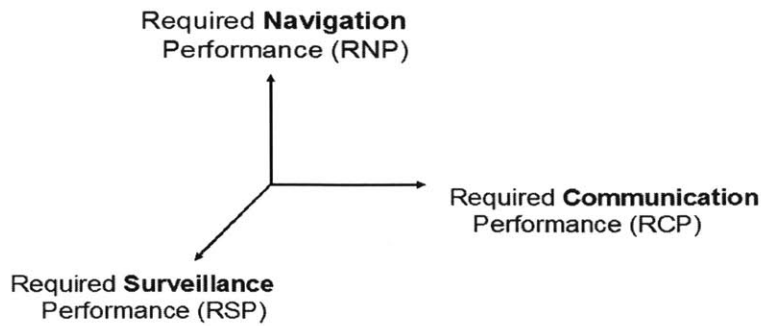 Required Navigation
Performance (RNP)
Required Communication
Performance (RCP)
Required Surveillance
Performance (RSP)